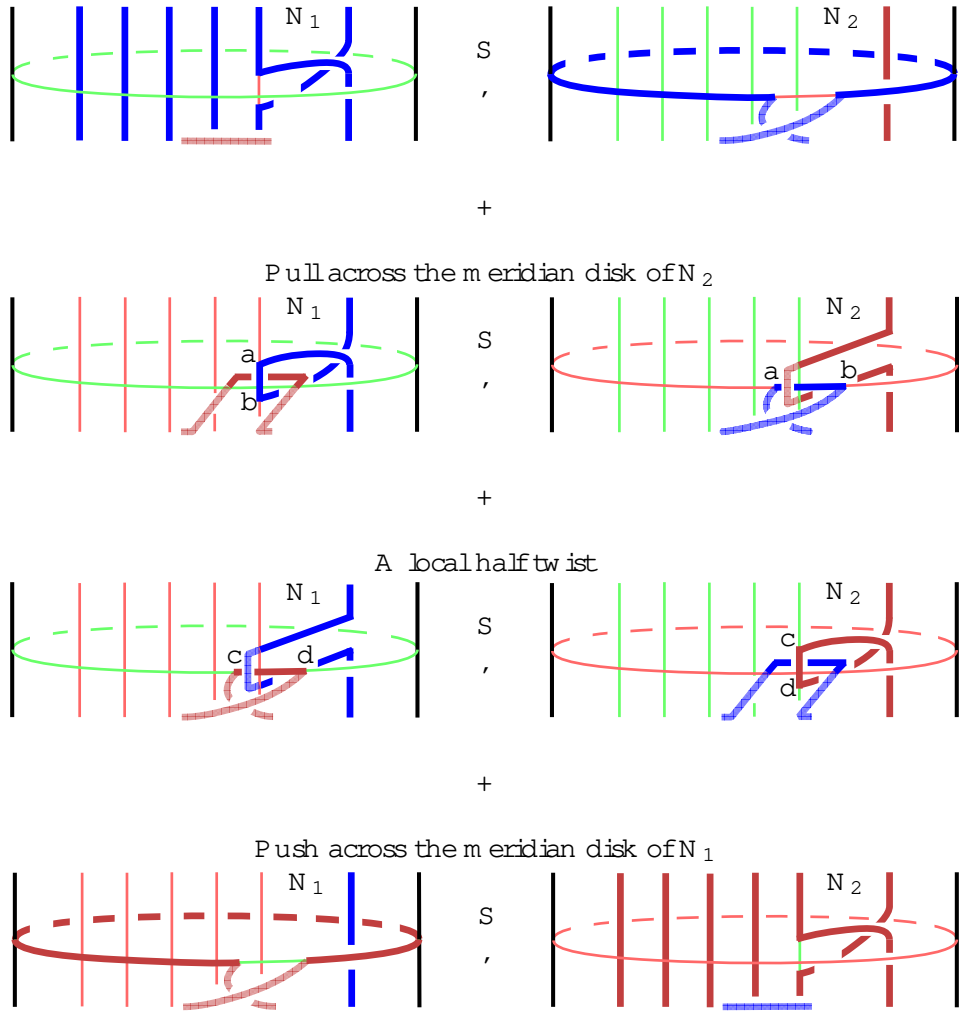 N1 S N2
,
+
Pull across the meridian disk of N2
N1 S N2
a a b
,
b
+
A local half twist
N1 S N2
c d c
,
d
+
Push across the meridian disk of N1
N1 S N2
,